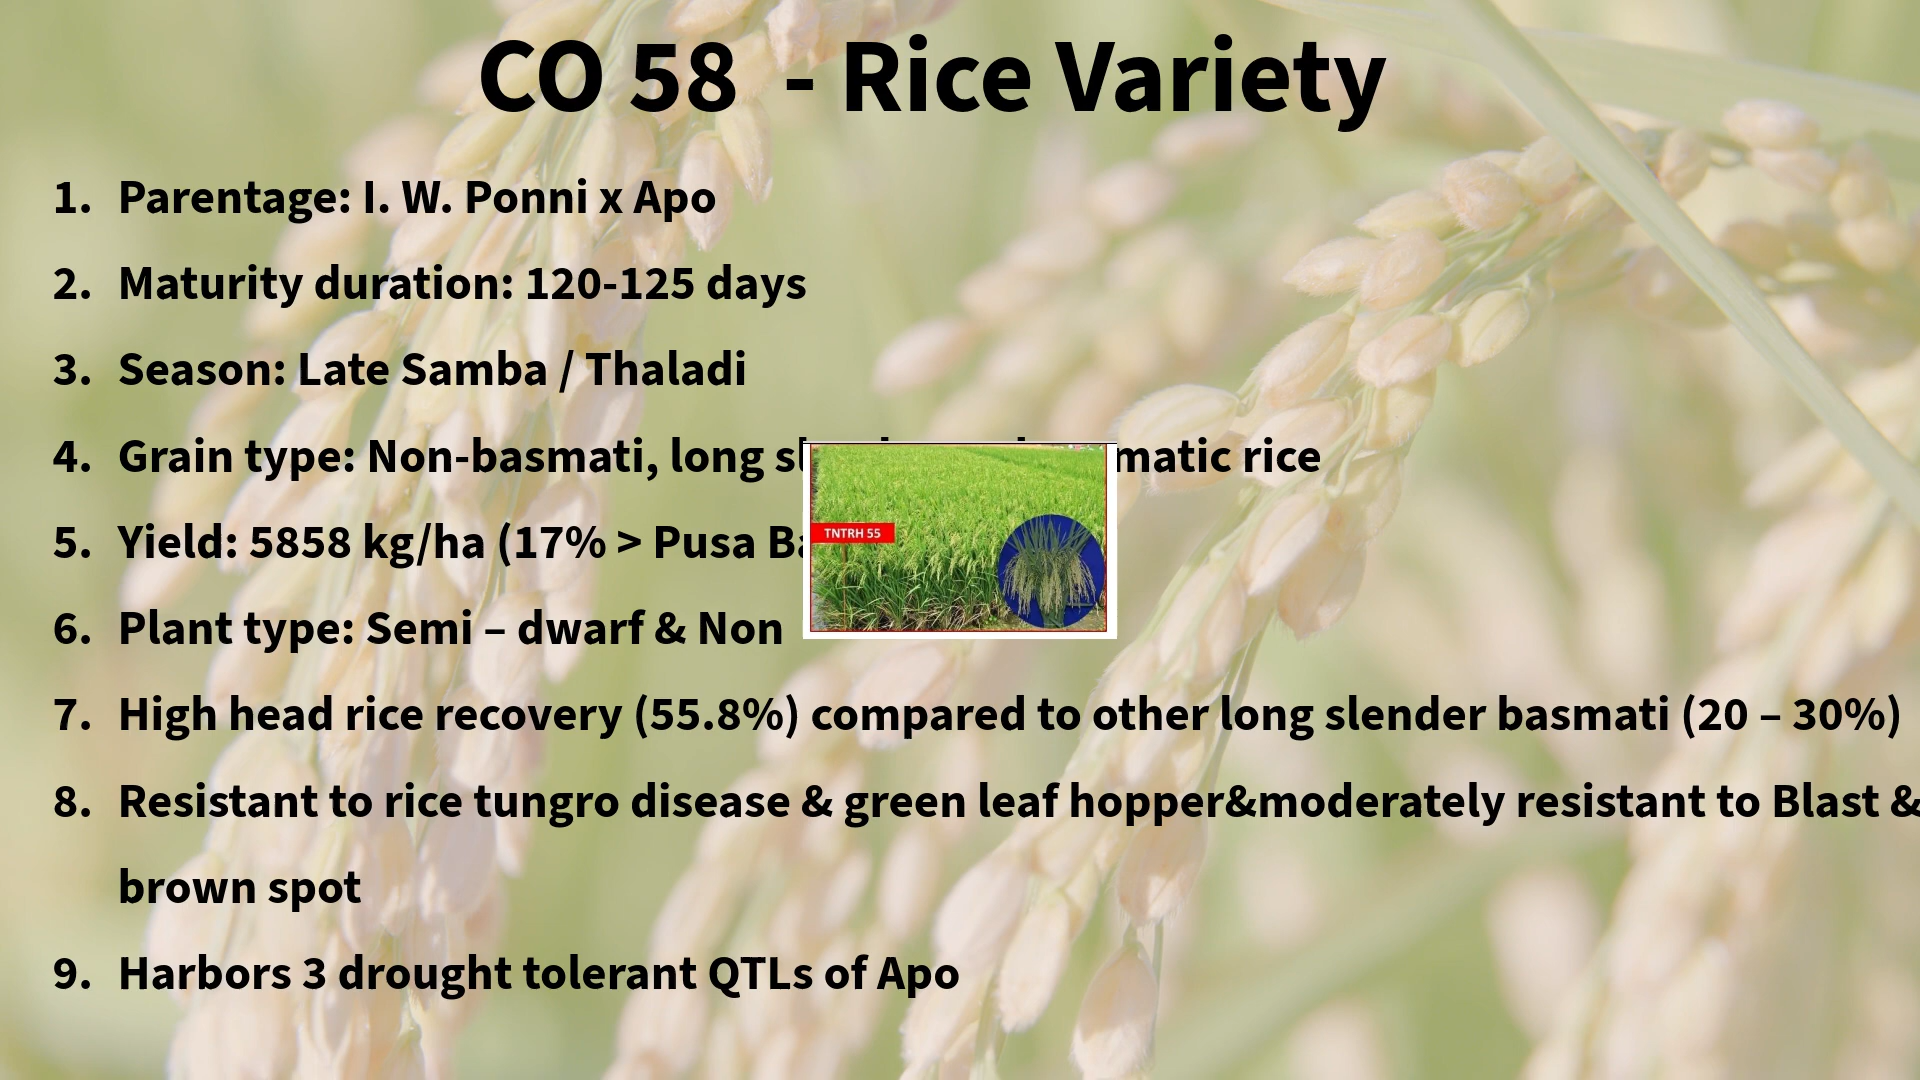 CO 58 - Rice Variety
1. Parentage: I. W. Ponni x Apo
2. Maturity duration: 120-125 days
3. Season: Late Samba / Thaladi
4. Grain type: Non-basmati, long rice
5. Yield: 5858 kg/ha (17% > Pusa
TNTRH 55
6. Plant type: Semi – dwarf & Non
7. High head rice recovery (55.8%) compared to other long slender basmati (20 – 30%)
8. Resistant to rice tungro disease & green leaf hopper&moderately resistant to Blast &
brown spot
9. Harbors 3 drought tolerant QTLs of Apo